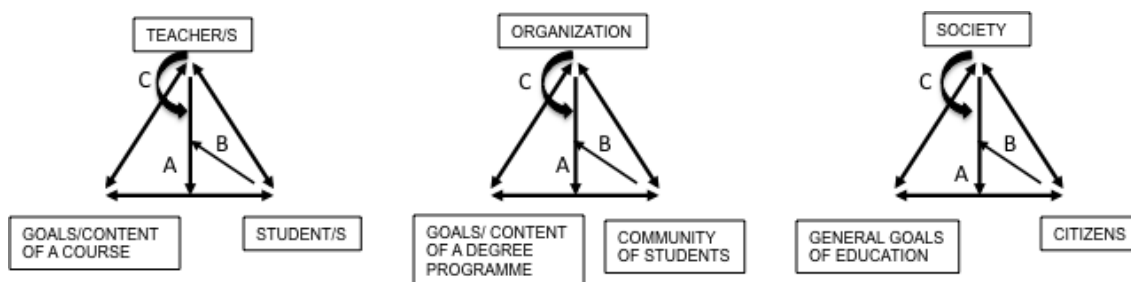 TEACHER/S
C
B
A
GOALS/CONTENT
OF A COURSE
STUDENT/S
ORGANIZATION
C
B
A
GOALS/ CONTENT
OF A DEGREE
PROGRAMME
COMMUNITY
OF STUDENTS
SOCIETY
C
B
A
GENERAL GOALS
OF EDUCATION
CITIZENS